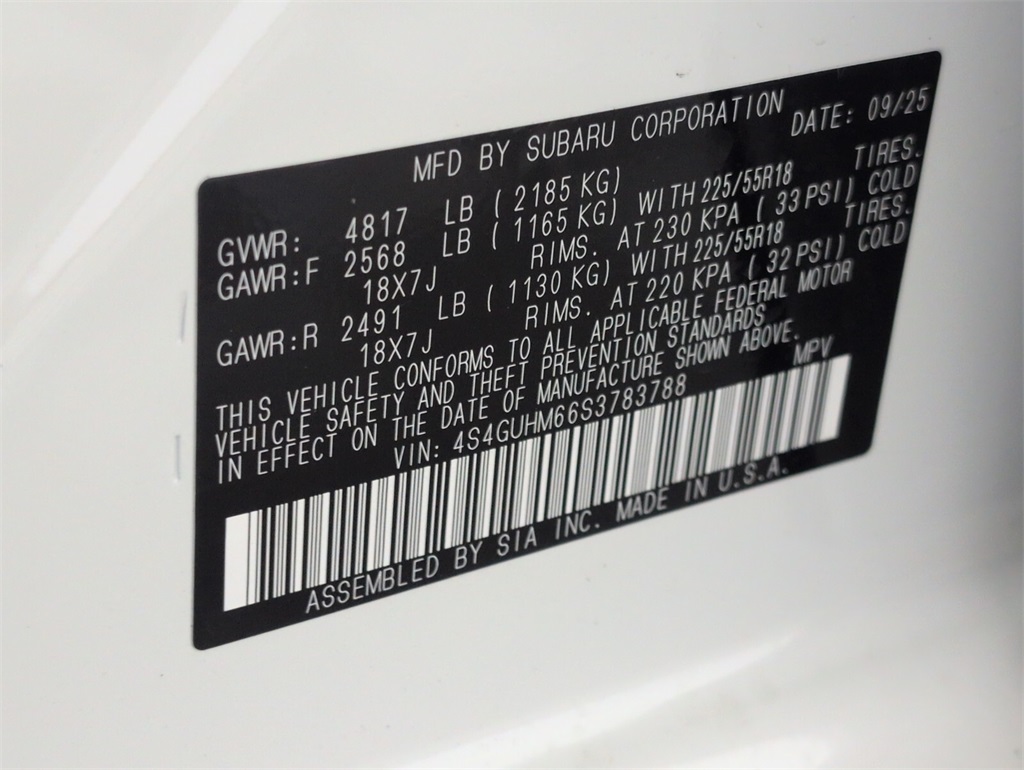 MFD BY SUBARU CORPORATION DATE: 09/25
GVWR: 4817 LB ( 2185 KG)
GAWR:F 2568 LB ( 1165 KG) WITH 225/55R18 TIRES.
18X7J RIMS. AT 230 KPA ( 33 PSI) COLD
GAWR:R 2491 LB ( 1130 KG) WITH 225/55R18 TIRES.
18X7J RIMS. AT 220 KPA ( 32 PSI) COLD
THIS VEHICLE CONFORMS TO ALL APPLICABLE FEDERAL MOTOR
VEHICLE SAFETY AND THEFT PREVENTION STANDARDS
IN EFFECT ON THE DATE OF MANUFACTURE SHOWN ABOVE.
VIN: 4S4GUHM66S3783788 MPV
ASSEMBLED BY SIA INC. MADE IN U.S.A.